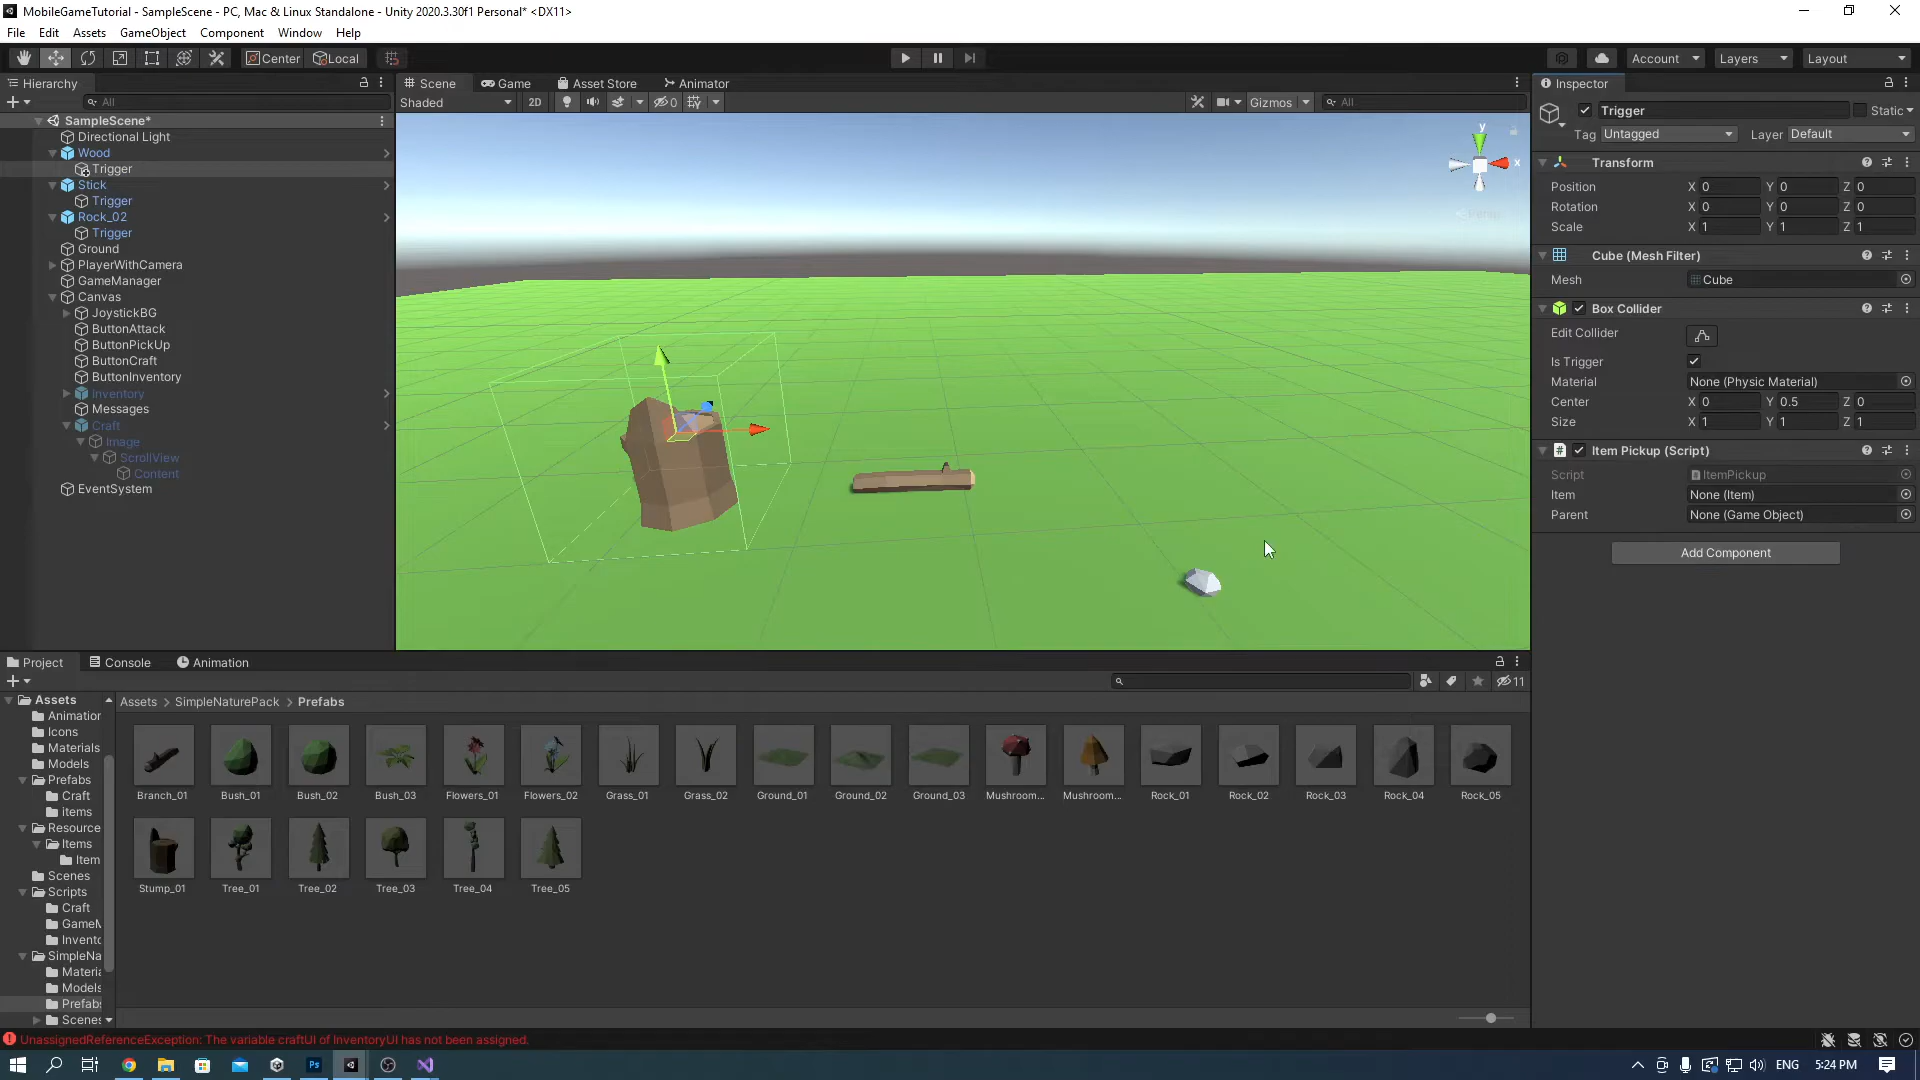 MobileGameTutorial - SampleScene - PC, Mac & Linux Standalone - Unity 2020.3.30f1 Personal* <DX11>
File Edit Assets GameObject Component Window Help
Center Local Account Layers Layout
Hierarchy
All
SampleScene*
Directional Light
Wood
Trigger
Stick
Trigger
Rock_02
Trigger
Ground
PlayerWithCamera
GameManager
Canvas
JoystickBG
ButtonAttack
ButtonPickUp
ButtonCraft
ButtonInventory
Inventory
Messages
Craft
Image
ScrollView
Content
EventSystem
Scene Game Asset Store Animator
Shaded 2D 0 Gizmos All
y
x
Inspector
Trigger Static
Tag Untagged Layer Default
Transform
Position X 0 Y 0 Z 0
Rotation X 0 Y 0 Z 0
Scale X 1 Y 1 Z 1
Cube (Mesh Filter)
Mesh Cube
Box Collider
Edit Collider
Is Trigger
Material None (Physic Material)
Center X 0 Y 0.5 Z 0
Size X 1 Y 1 Z 1
# Item Pickup (Script)
Script ItemPickup
Item None (Item)
Parent None (Game Object)
Add Component
Project Console Animation
11
Assets
Animation
Icons
Materials
Models
Prefabs
Craft
items
Resource
Items
Item
Scenes
Scripts
Craft
GameM
Invento
SimpleNa
Materia
Models
Prefabs
Scenes
Assets > SimpleNaturePack > Prefabs
Branch_01 Bush_01 Bush_02 Bush_03 Flowers_01 Flowers_02 Grass_01 Grass_02 Ground_01 Ground_02 Ground_03 Mushroom... Mushroom... Rock_01 Rock_02 Rock_03 Rock_04 Rock_05
Stump_01 Tree_01 Tree_02 Tree_03 Tree_04 Tree_05
UnassignedReferenceException: The variable craftUI of InventoryUI has not been assigned.
Ps ENG 5:24 PM